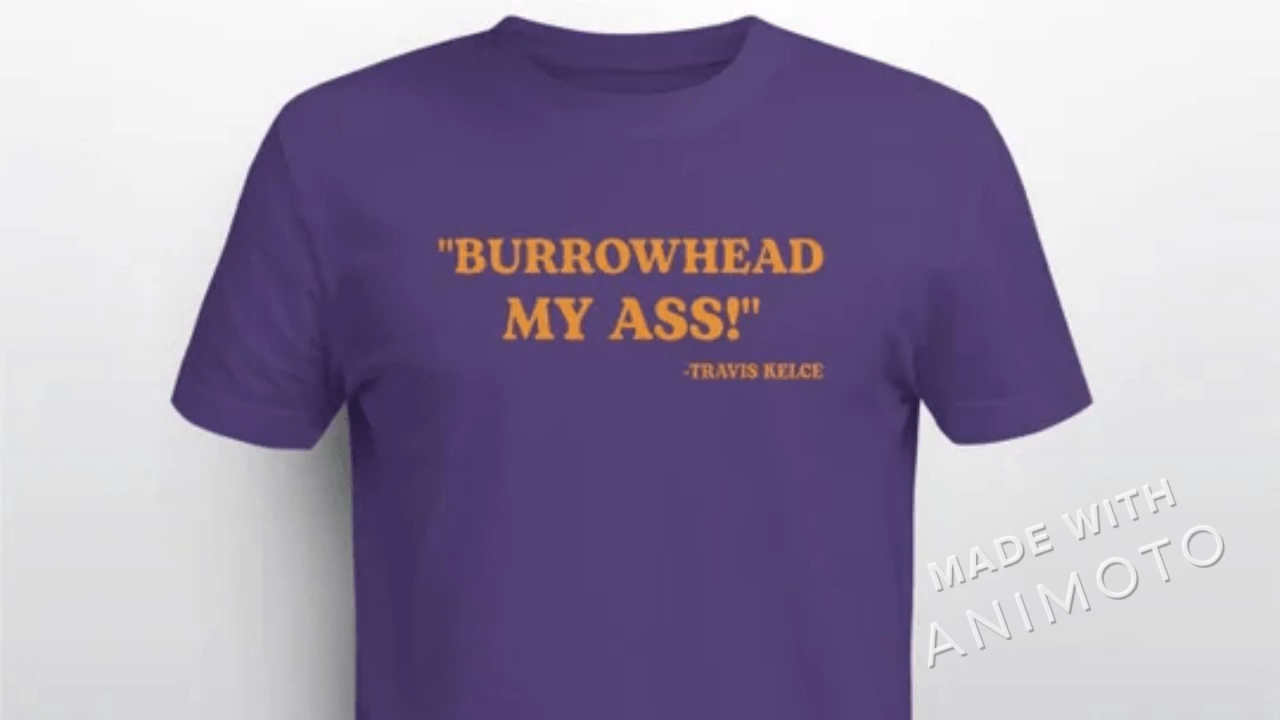 "BURROWHEAD
MY ASS!"
-TRAVIS KELCE
MADE WITH
ANIMOTO